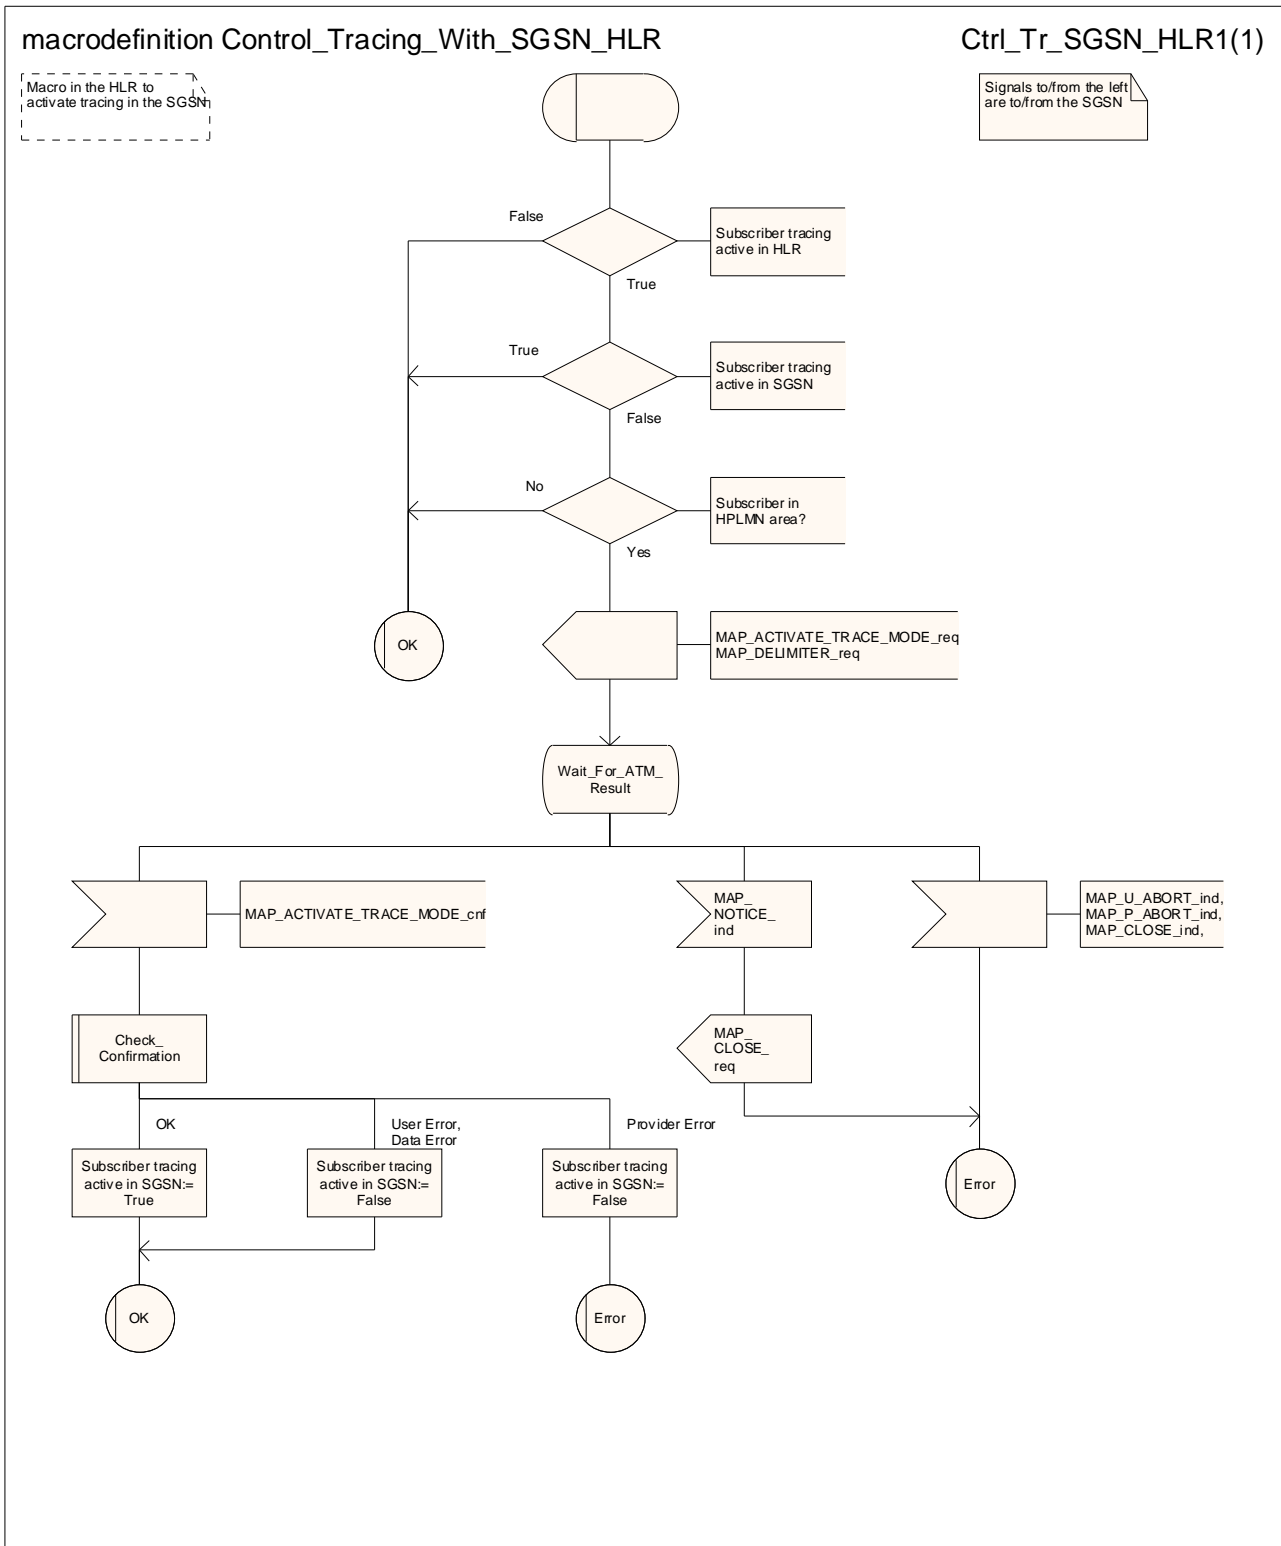 macrodefinition Control_Tracing_With_SGSN_HLR
Ctrl_Tr_SGSN_HLR1(1)
Macro in the HLR to
activate tracing in the SGSN
Signals to/from the left
are to/from the SGSN
False
Subscriber tracing
active in HLR
True
True
Subscriber tracing
active in SGSN
False
No
Subscriber in
HPLMN area?
Yes
OK
MAP_ACTIVATE_TRACE_MODE_req
MAP_DELIMITER_req
Wait_For_ATM_
Result
MAP_ACTIVATE_TRACE_MODE_cnf
MAP_
NOTICE_
ind
MAP_U_ABORT_ind,
MAP_P_ABORT_ind,
MAP_CLOSE_ind,
Check_
Confirmation
MAP_
CLOSE_
req
OK
User Error,
Data Error
Provider Error
Subscriber tracing
active in SGSN:=
True
Subscriber tracing
active in SGSN:=
False
Subscriber tracing
active in SGSN:=
False
Error
OK
Error